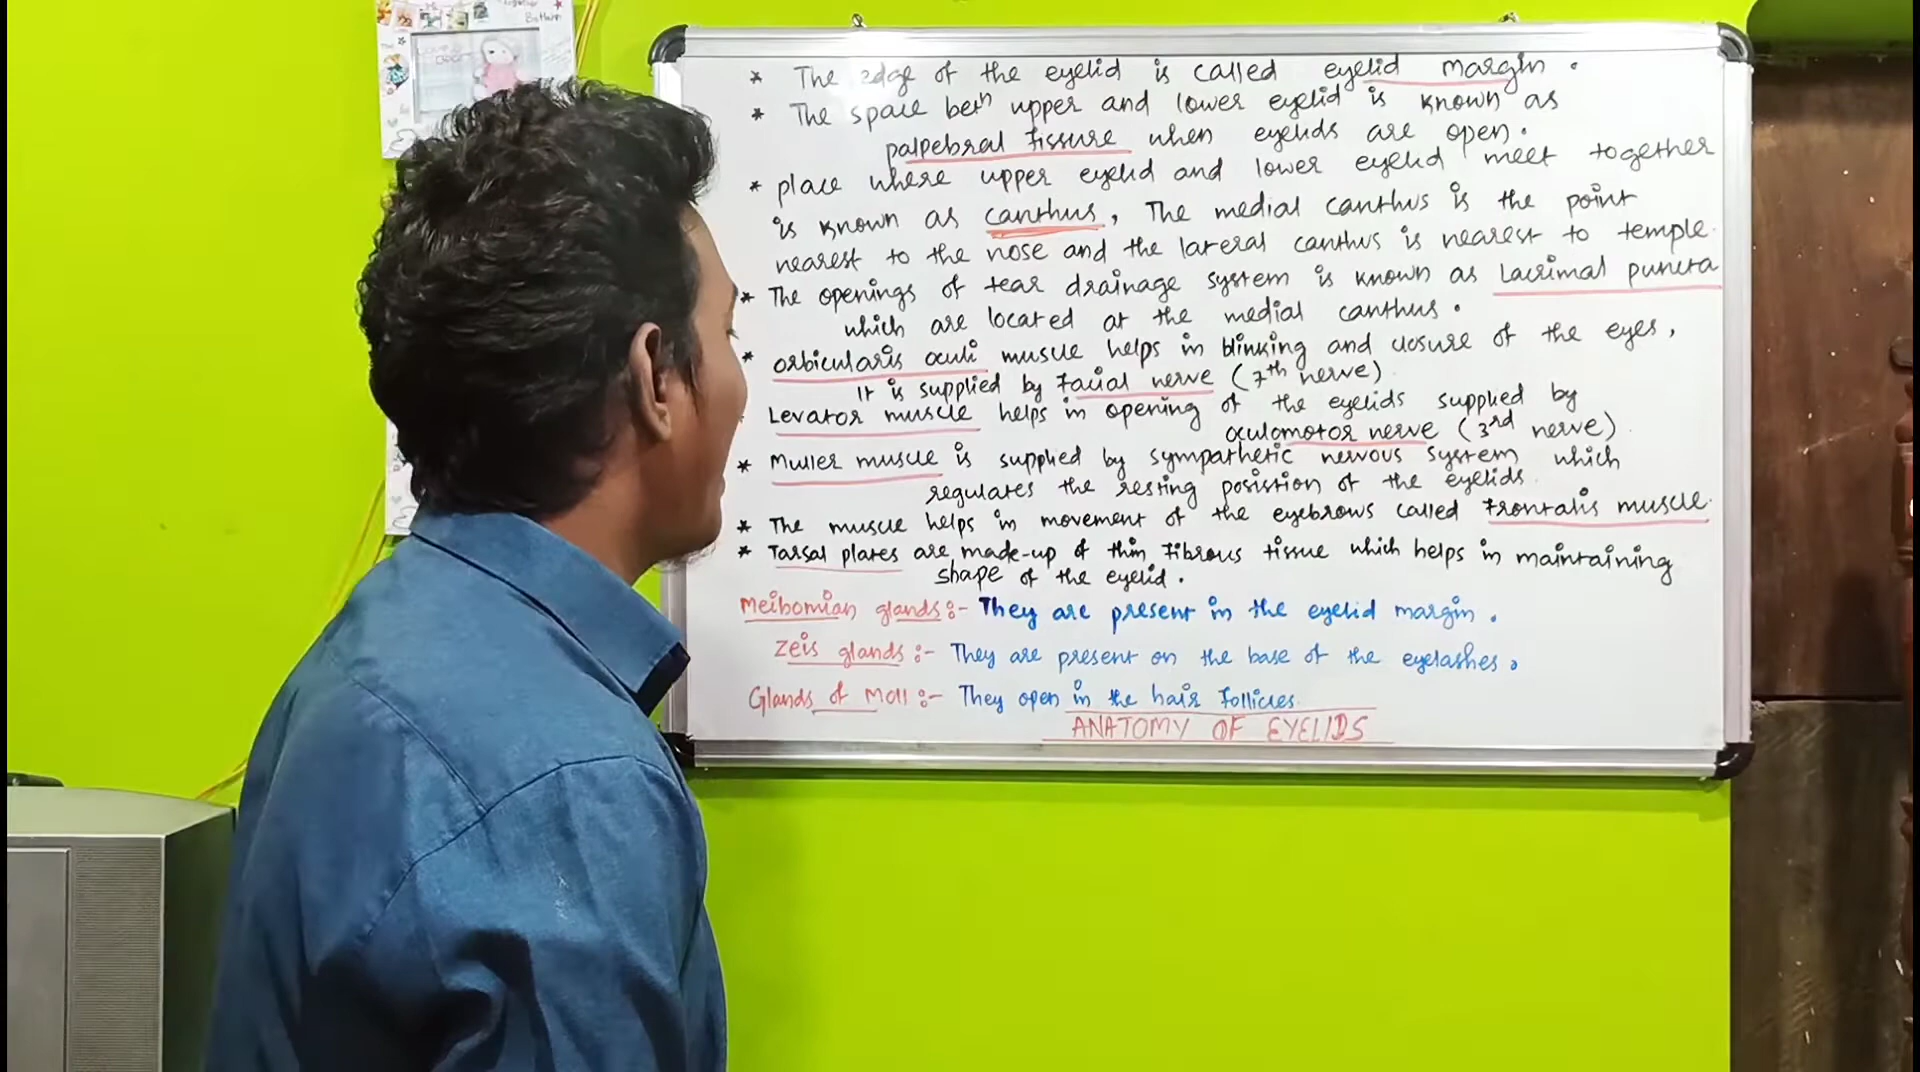 Together
Bethum
* The edge of the eyelid is called eyelid margin.
* The space betn upper and lower eyelid is known as
palpebral fissure when eyelids are open.
* place where upper eyelid and lower eyelid meet together
is known as canthus, The medial canthus is the point
nearest to the nose and the lateral canthus is nearest to temple.
* The openings of tear drainage system is known as lacrimal puncta
which are located at the medial canthus.
* orbicularis oculi muscle helps in blinking and closure of the eyes,
It is supplied by facial nerve (7th nerve)
Levator muscle helps in opening of the eyelids supplied by
oculomotor nerve (3rd nerve)
* Muller muscle is supplied by sympathetic nervous system which
regulates the resting posistion of the eyelids.
* The muscle helps in movement of the eyebrows called frontalis muscle.
* Tarsal plates are made-up of thin fibrous tissue which helps in maintaining
shape of the eyelid.
Meibomian glands:- They are present in the eyelid margin.
Zeis glands:- They are present on the base of the eyelashes.
Glands of Moll:- They open in the hair follicles.
ANATOMY OF EYELIDS